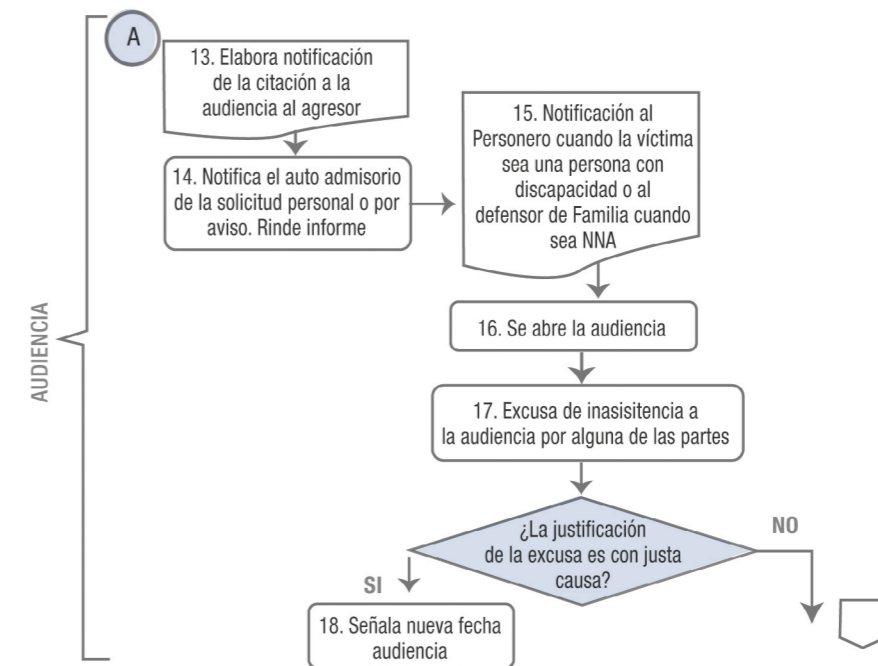 A
13. Elabora notificación
de la citación a la
audiencia al agresor
14. Notifica el auto admisorio
de la solicitud personal o por
aviso. Rinde informe
15. Notificación al
Personero cuando la víctima
sea una persona con
discapacidad o al
defensor de Familia cuando
sea NNA
AUDIENCIA
16. Se abre la audiencia
17. Excusa de inasisitencia a
la audiencia por alguna de las partes
¿La justificación
de la excusa es con justa
causa?
NO
SI
18. Señala nueva fecha
audiencia